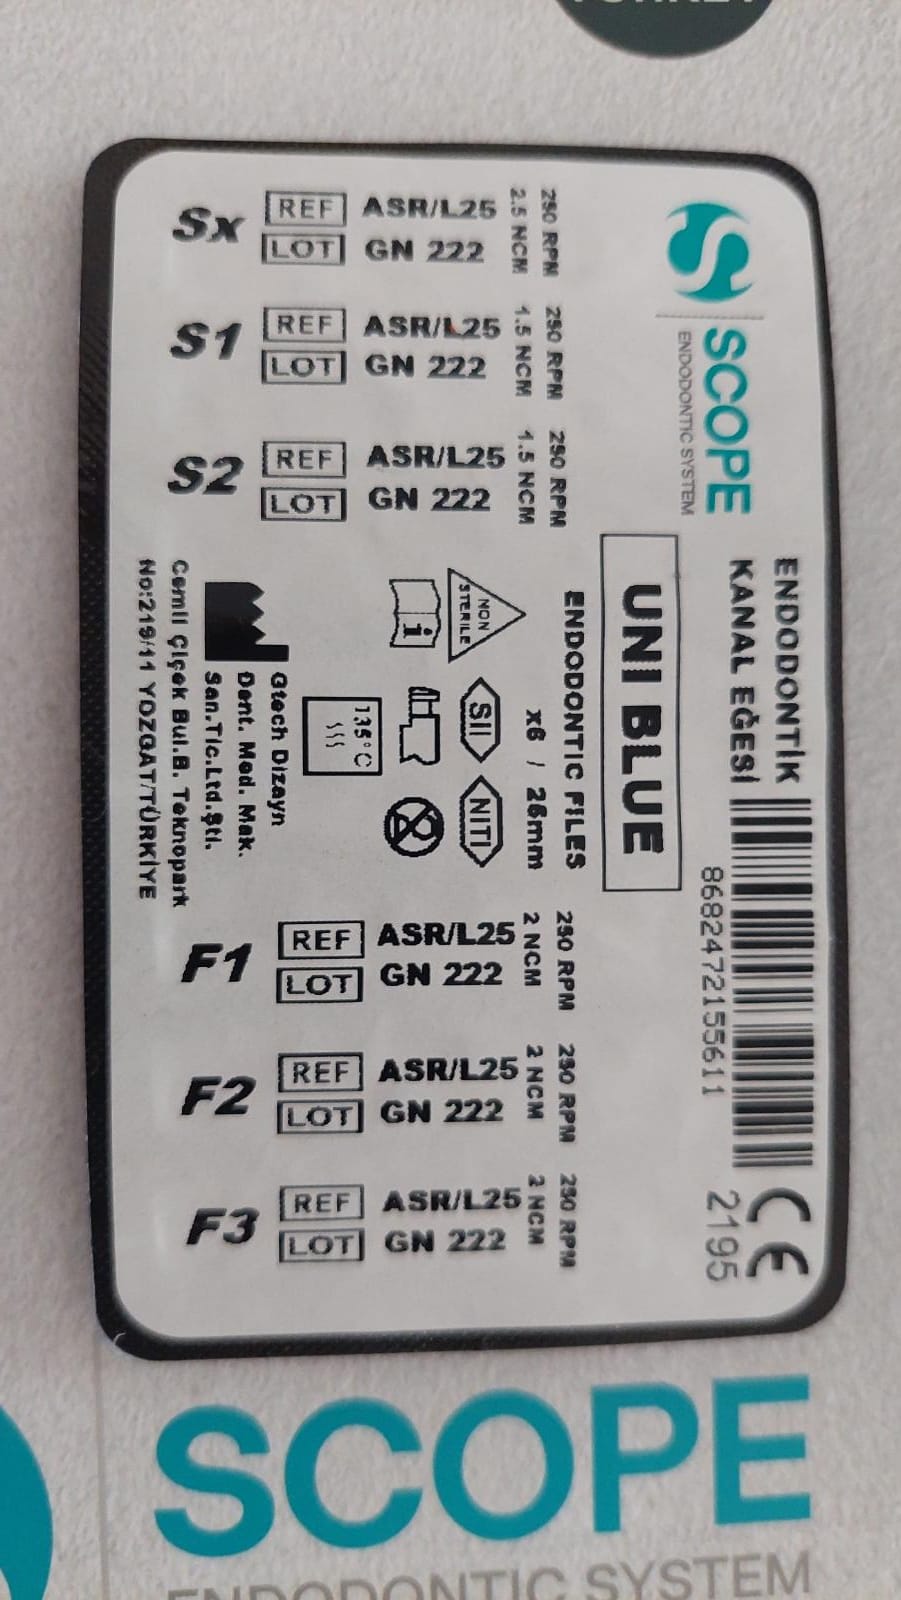 SCOPE
ENDODONTIC SYSTEM
ENDODONTİK
KANAL EĞESİ
8682472155611
CE
2195
UNI BLUE
ENDODONTIC FILES
x6 / 25mm
NON
STERILE
SII
NITI
135°C
Gtech Dizayn
Dent. Med. Mak.
San.Tic.Ltd.Şti.
Cemil Çiçek Bul.B. Teknopark
No:219/11 YOZGAT/TÜRKİYE
250 RPM
2.5 NCM
Sx
REF ASR/L25
LOT GN 222
250 RPM
1.5 NCM
S1
REF ASR/L25
LOT GN 222
250 RPM
1.5 NCM
S2
REF ASR/L25
LOT GN 222
250 RPM
2 NCM
F1
REF ASR/L25
LOT GN 222
250 RPM
2 NCM
F2
REF ASR/L25
LOT GN 222
250 RPM
2 NCM
F3
REF ASR/L25
LOT GN 222
SCOPE
ENDODONTIC SYSTEM